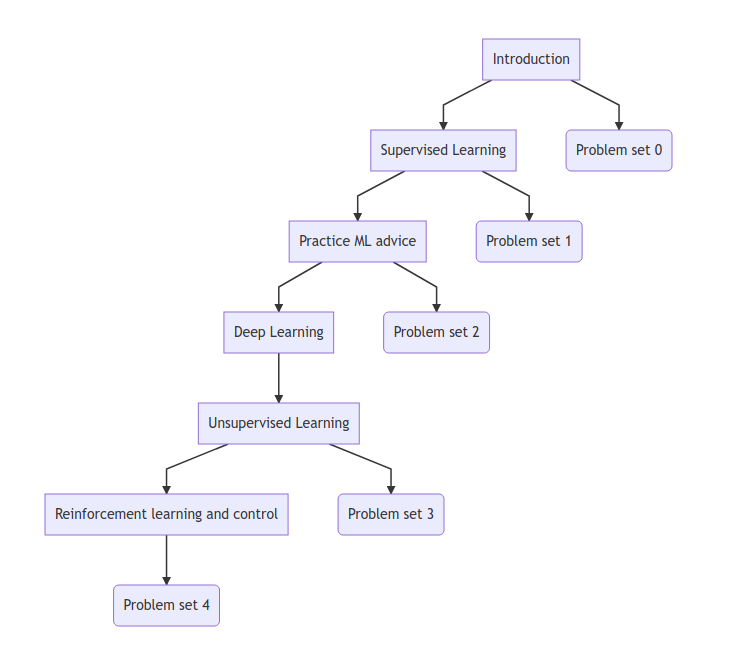 Introduction
Supervised Learning
Problem set 0
Practice ML advice
Problem set 1
Deep Learning
Problem set 2
Unsupervised Learning
Reinforcement learning and control
Problem set 3
Problem set 4